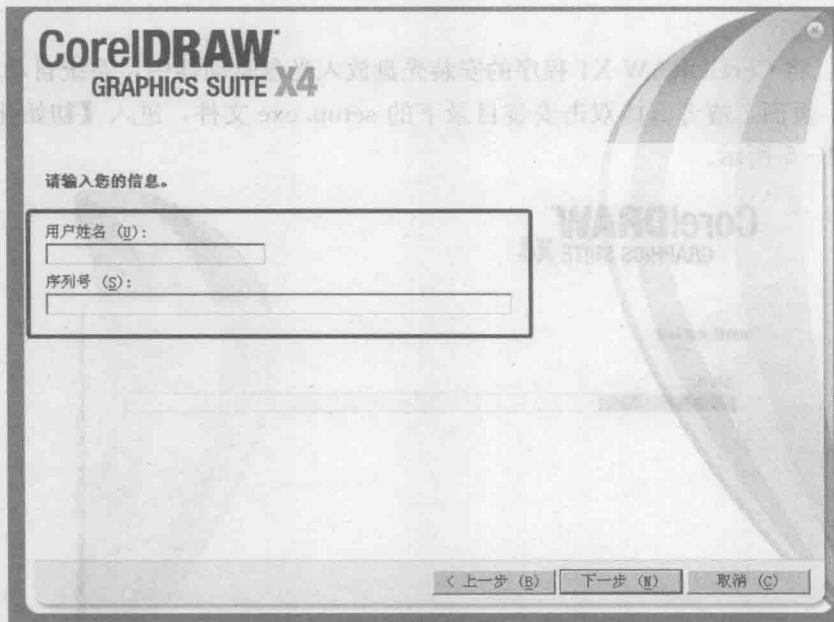 CorelDRAW
GRAPHICS SUITE X4
请输入您的信息。
用户姓名 (U):
序列号 (S):
< 上一步 (B)
下一步 (N)
取消 (C)